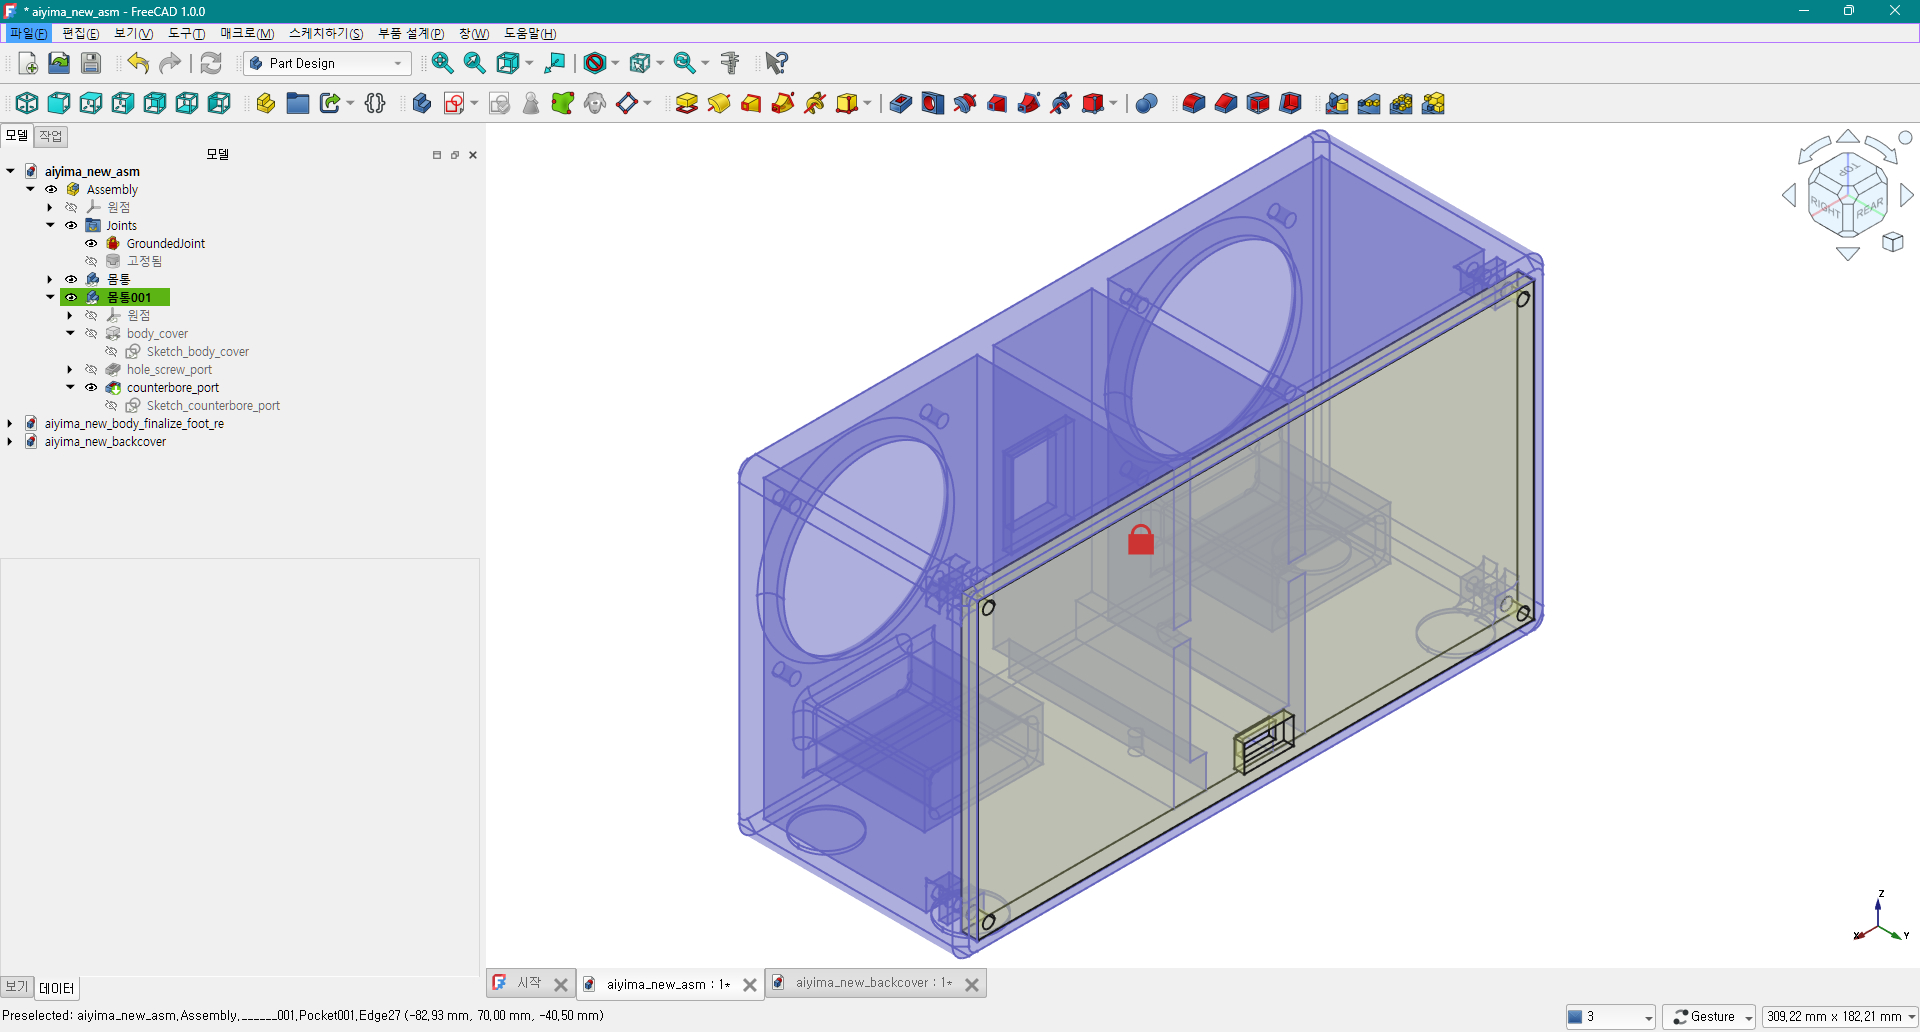 * aiyima_new_asm - FreeCAD 1.0.0
파일(F) 편집(E) 보기(V) 도구(T) 매크로(M) 스케치하기(S) 부품 설계(P) 창(W) 도움말(H)
Part Design
모델 작업
모델
aiyima_new_asm
Assembly
원점
Joints
GroundedJoint
고정됨
몸통
몸통001
원점
body_cover
Sketch_body_cover
hole_screw_port
counterbore_port
Sketch_counterbore_port
aiyima_new_body_finalize_foot_re
aiyima_new_backcover
TOP
RIGHT REAR
Z
X Y
보기 데이터
시작 aiyima_new_asm : 1* aiyima_new_backcover : 1*
Preselected: aiyima_new_asm.Assembly.______001.Pocket001.Edge27 (-82.93 mm, 70.00 mm, -40.50 mm)
3 Gesture 309.22 mm x 182.21 mm